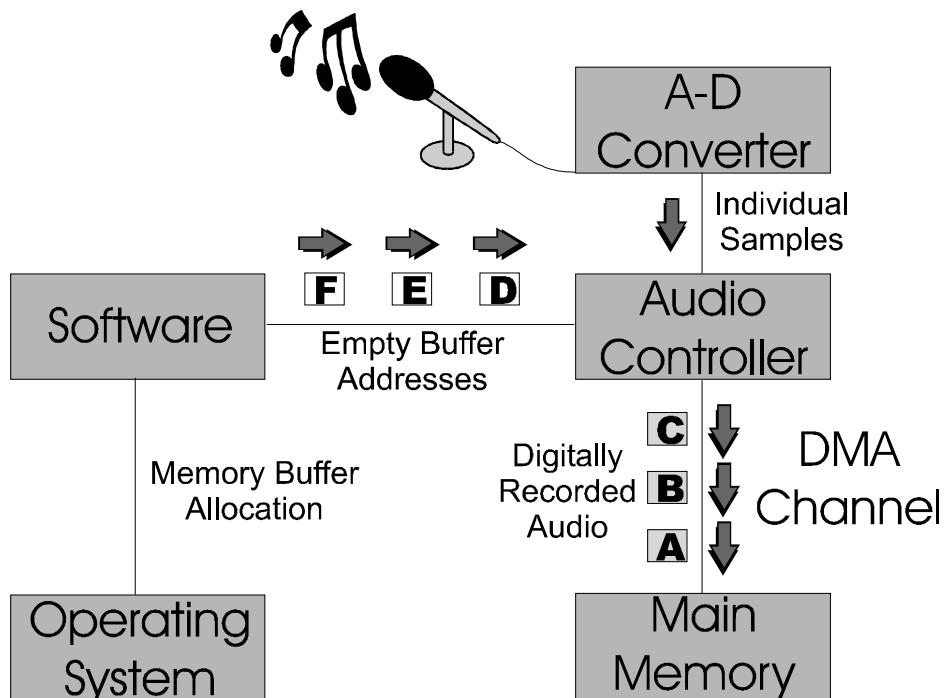 A-D
Converter
Individual
Samples
F E D
Software
Empty Buffer
Addresses
Audio
Controller
Memory Buffer
Allocation
Digitally
Recorded
Audio
C
B
A
DMA
Channel
Operating
System
Main
Memory